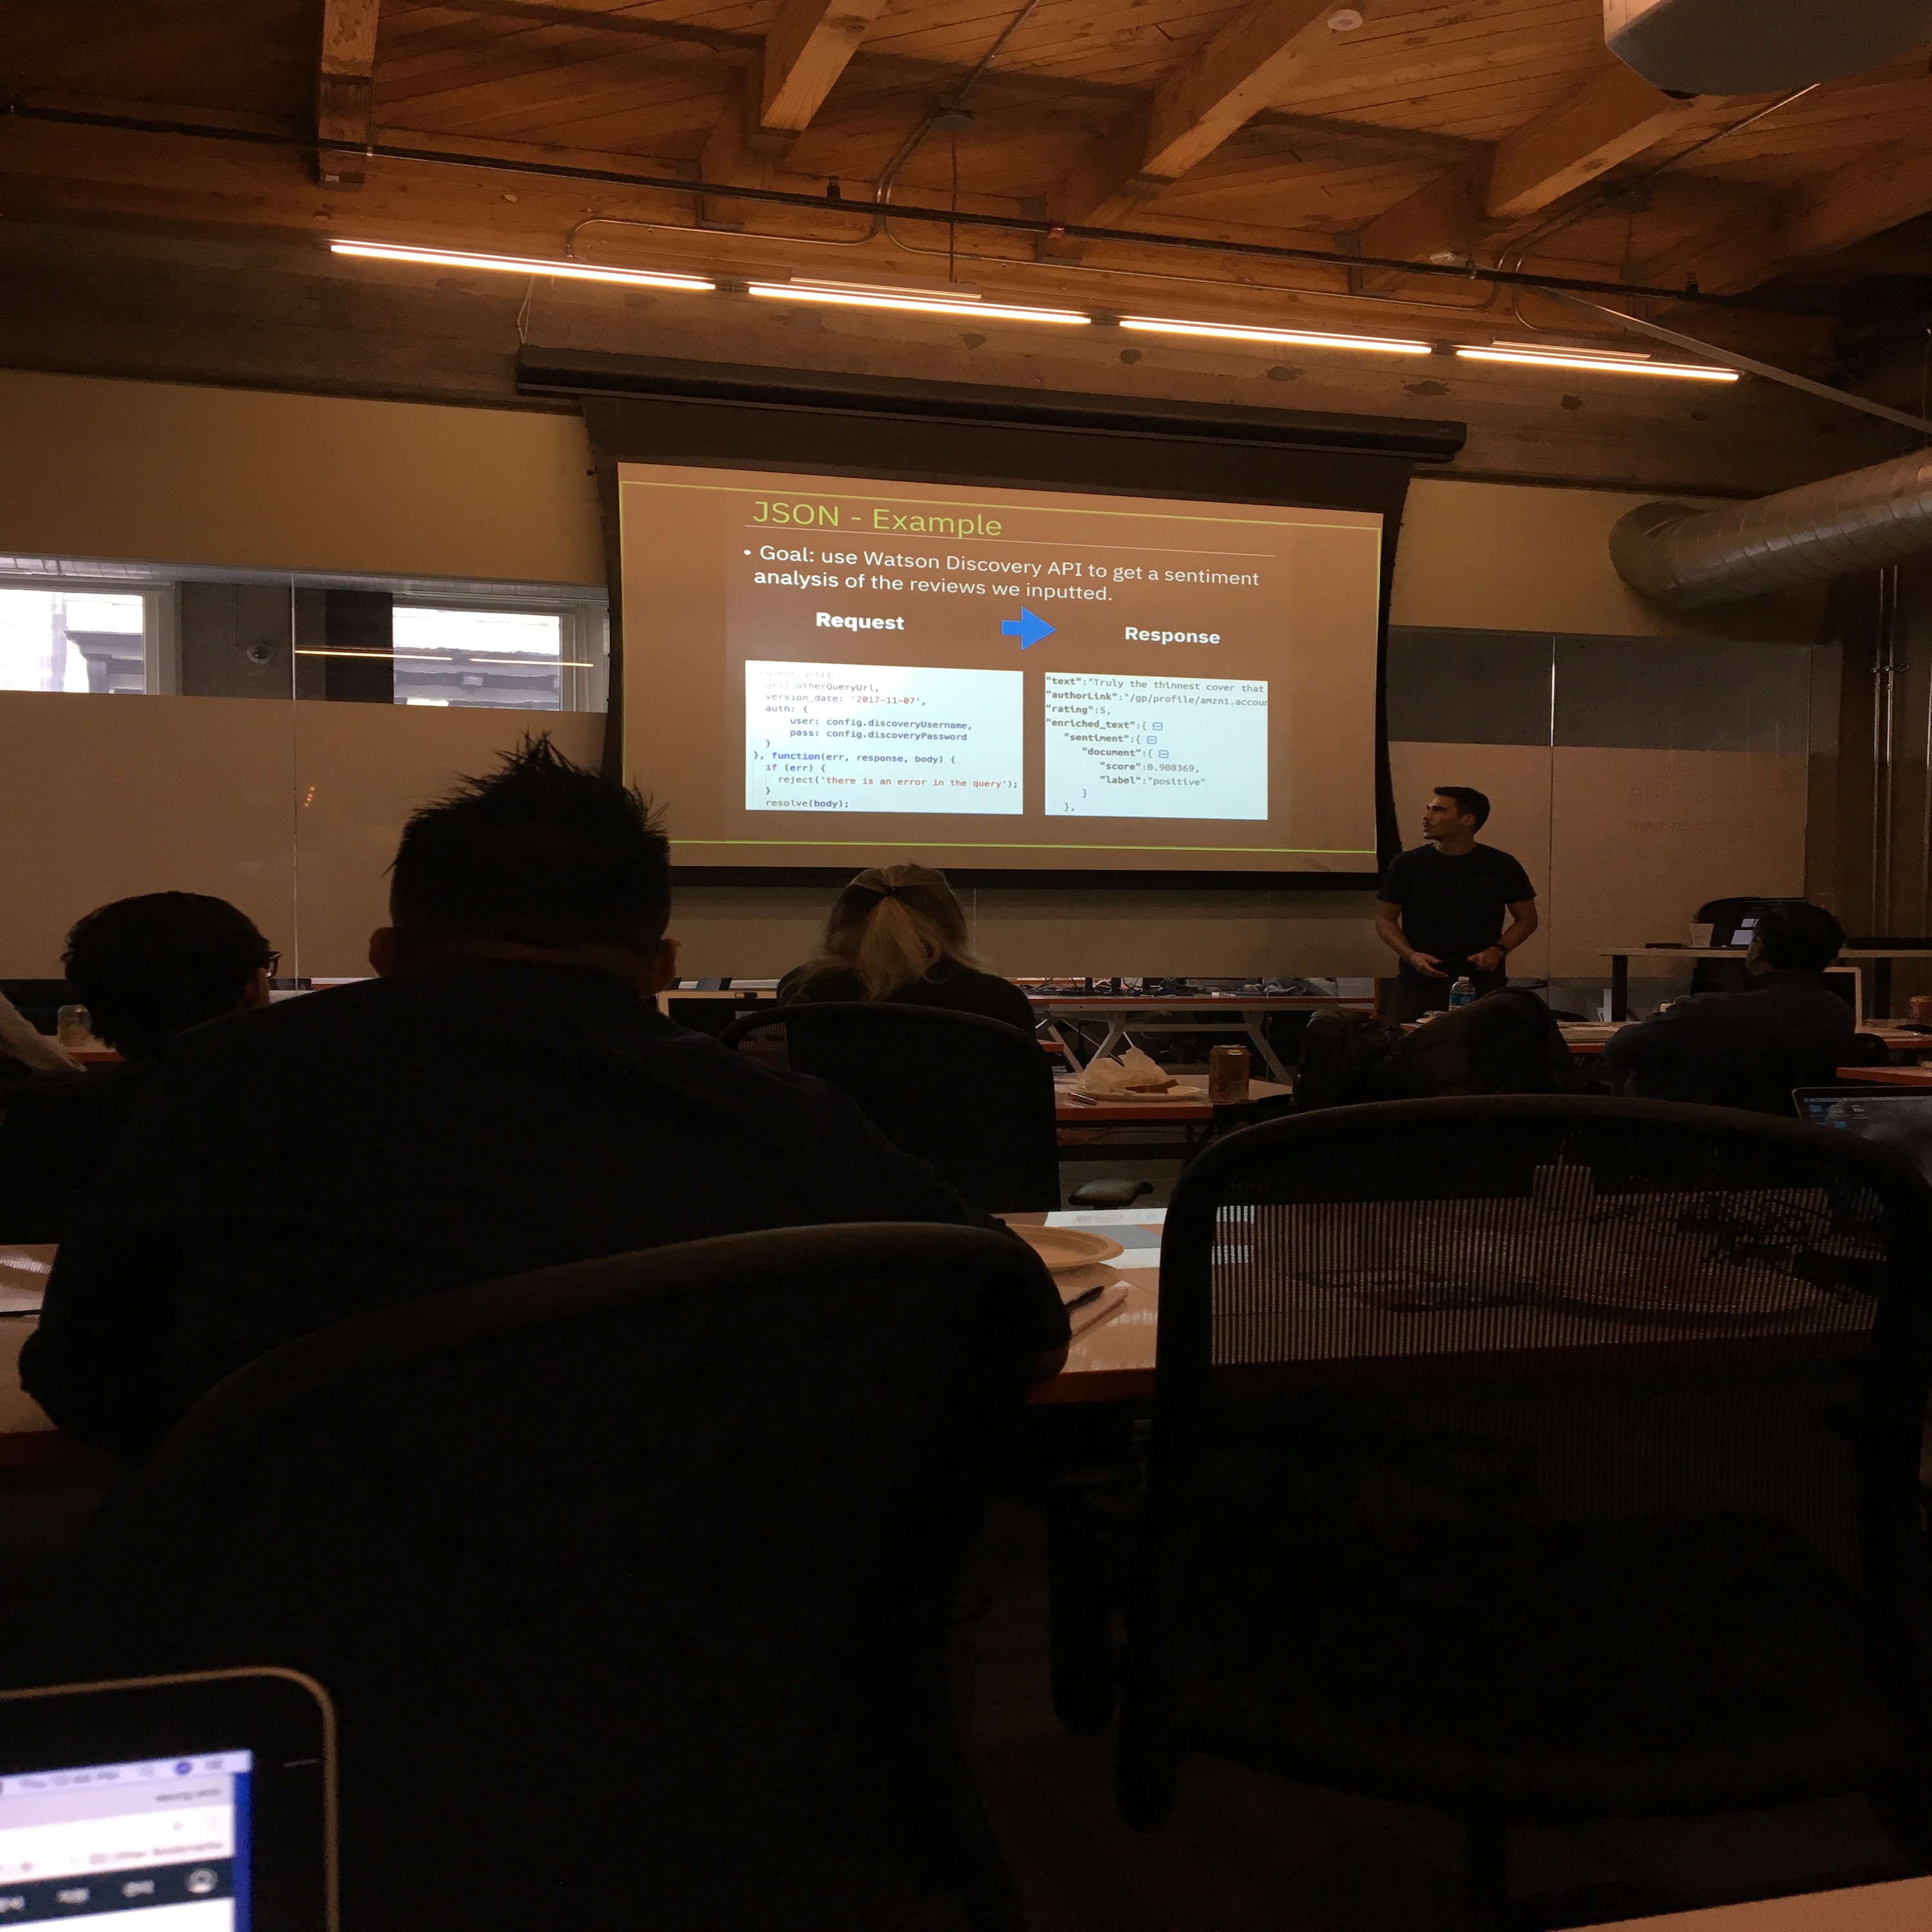 JSON - Example
• Goal: use Watson Discovery API to get a sentiment
analysis of the reviews we inputted.
Request
Response
url: otherQueryUrl,
version_date: '2017-11-07',
auth: {
user: config.discoveryUsername,
pass: config.discoveryPassword
}
}, function(err, response, body) {
if (err) {
reject('there is an error in the query');
}
resolve(body);
"text":"Truly the thinnest cover that
"authorLink":"/gp/profile/amzn1.accour
"rating":5,
"enriched_text":{
"sentiment":{
"document":{
"score":0.908369,
"label":"positive"
}
},